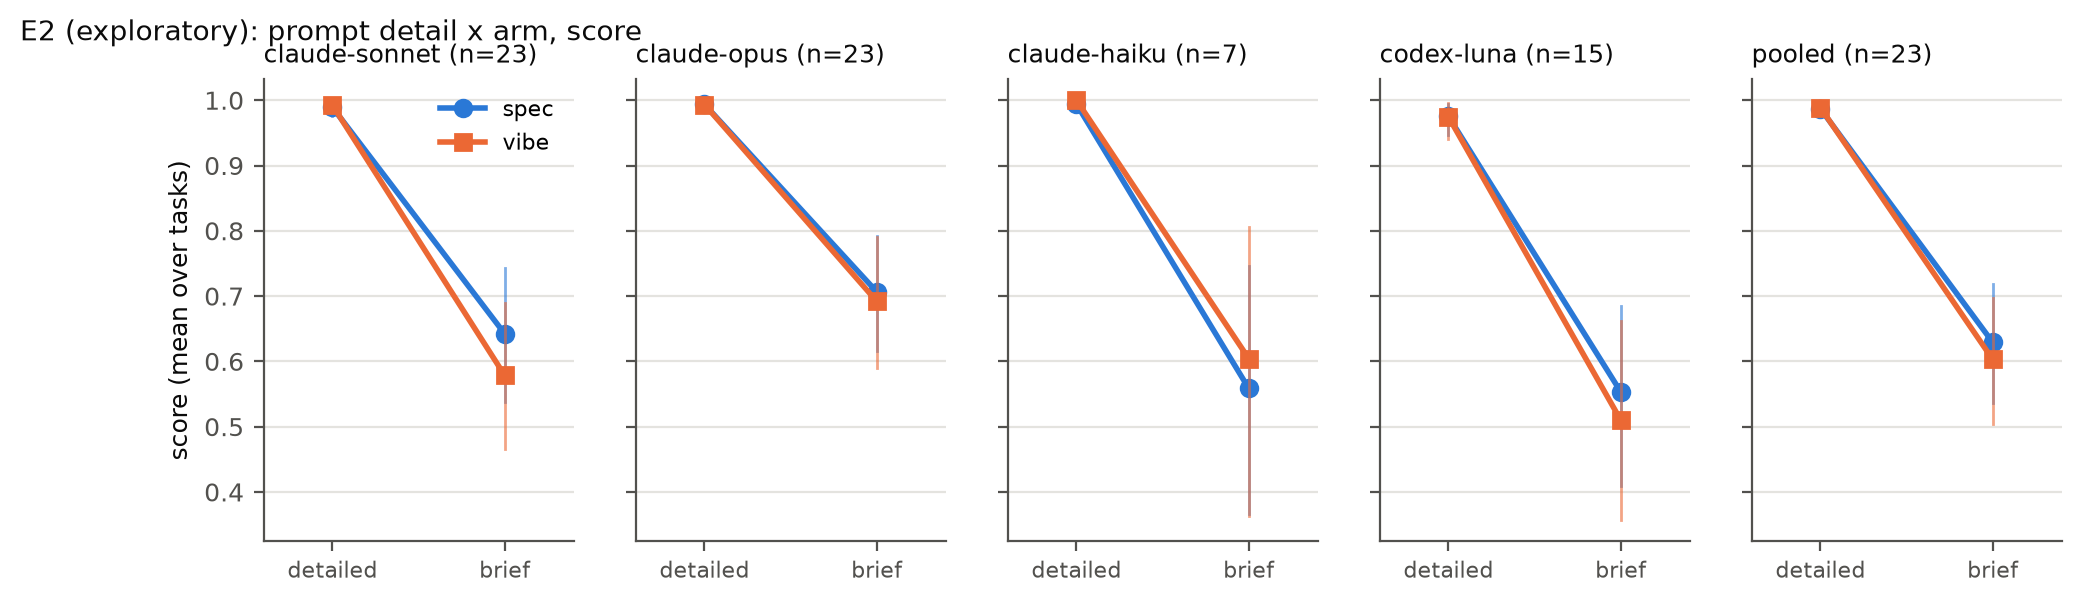 E2 (exploratory): prompt detail x arm, score
claude-sonnet (n=23)
claude-opus (n=23)
claude-haiku (n=7)
codex-luna (n=15)
pooled (n=23)
score (mean over tasks)
1.0
0.9
0.8
0.7
0.6
0.5
0.4
spec
vibe
detailed brief
detailed brief
detailed brief
detailed brief
detailed brief